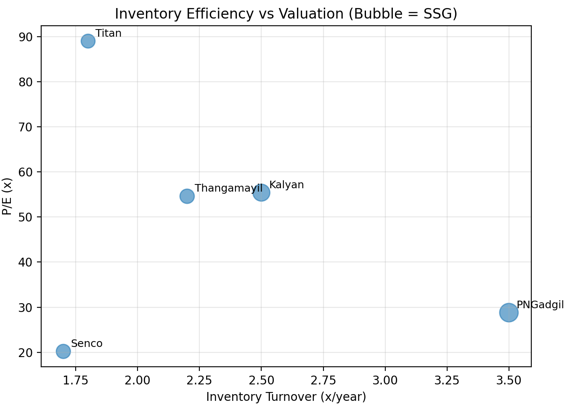 Inventory Efficiency vs Valuation (Bubble = SSG)
P/E (x)
90
80
70
60
50
40
30
20
Titan
Thangamayil
Kalyan
PNGadgil
Senco
1.75
2.00
2.25
2.50
2.75
3.00
3.25
3.50
Inventory Turnover (x/year)